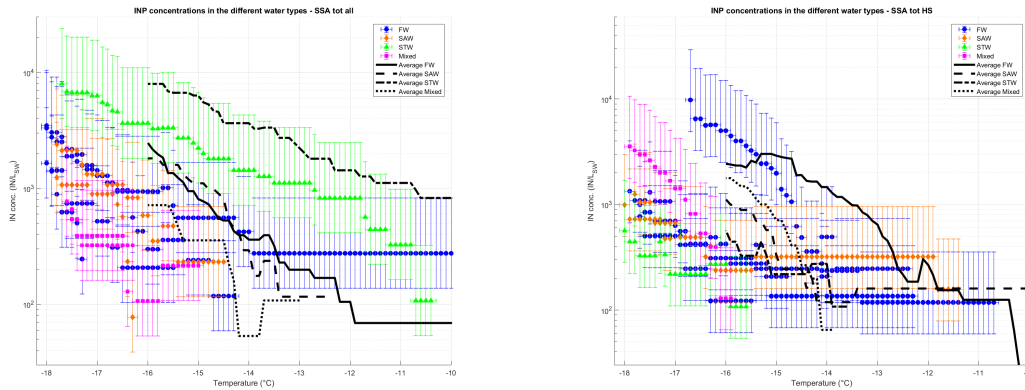 INP concentrations in the different water types - SSA tot all
FW
SAW
STW
Mixed
Average FW
Average SAW
Average STW
Average Mixed
10^4
10^3
10^2
IN conc. (IN/L_SW)
-18
-17
-16
-15
-14
-13
-12
-11
-10
Temperature (°C)
INP concentrations in the different water types - SSA tot HS
FW
SAW
STW
Mixed
Average FW
Average SAW
Average STW
Average Mixed
10^4
10^3
10^2
IN conc. (IN/L_SW)
-18
-17
-16
-15
-14
-13
-12
-11
Temperature (°C)